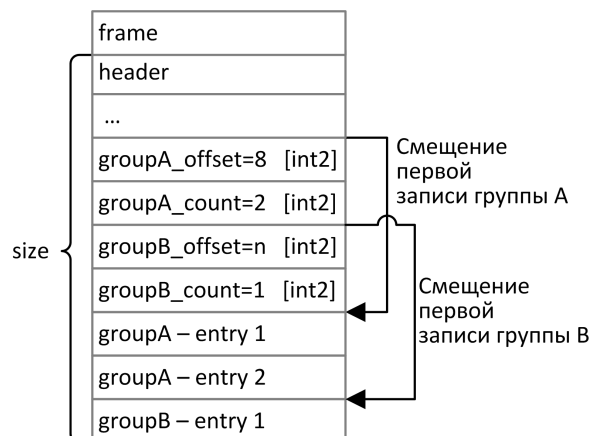 frame
header
...
groupA_offset=8 [int2]
groupA_count=2 [int2]
groupB_offset=n [int2]
groupB_count=1 [int2]
groupA – entry 1
groupA – entry 2
groupB – entry 1
size
Смещение
первой
записи группы A
Смещение
первой
записи группы B